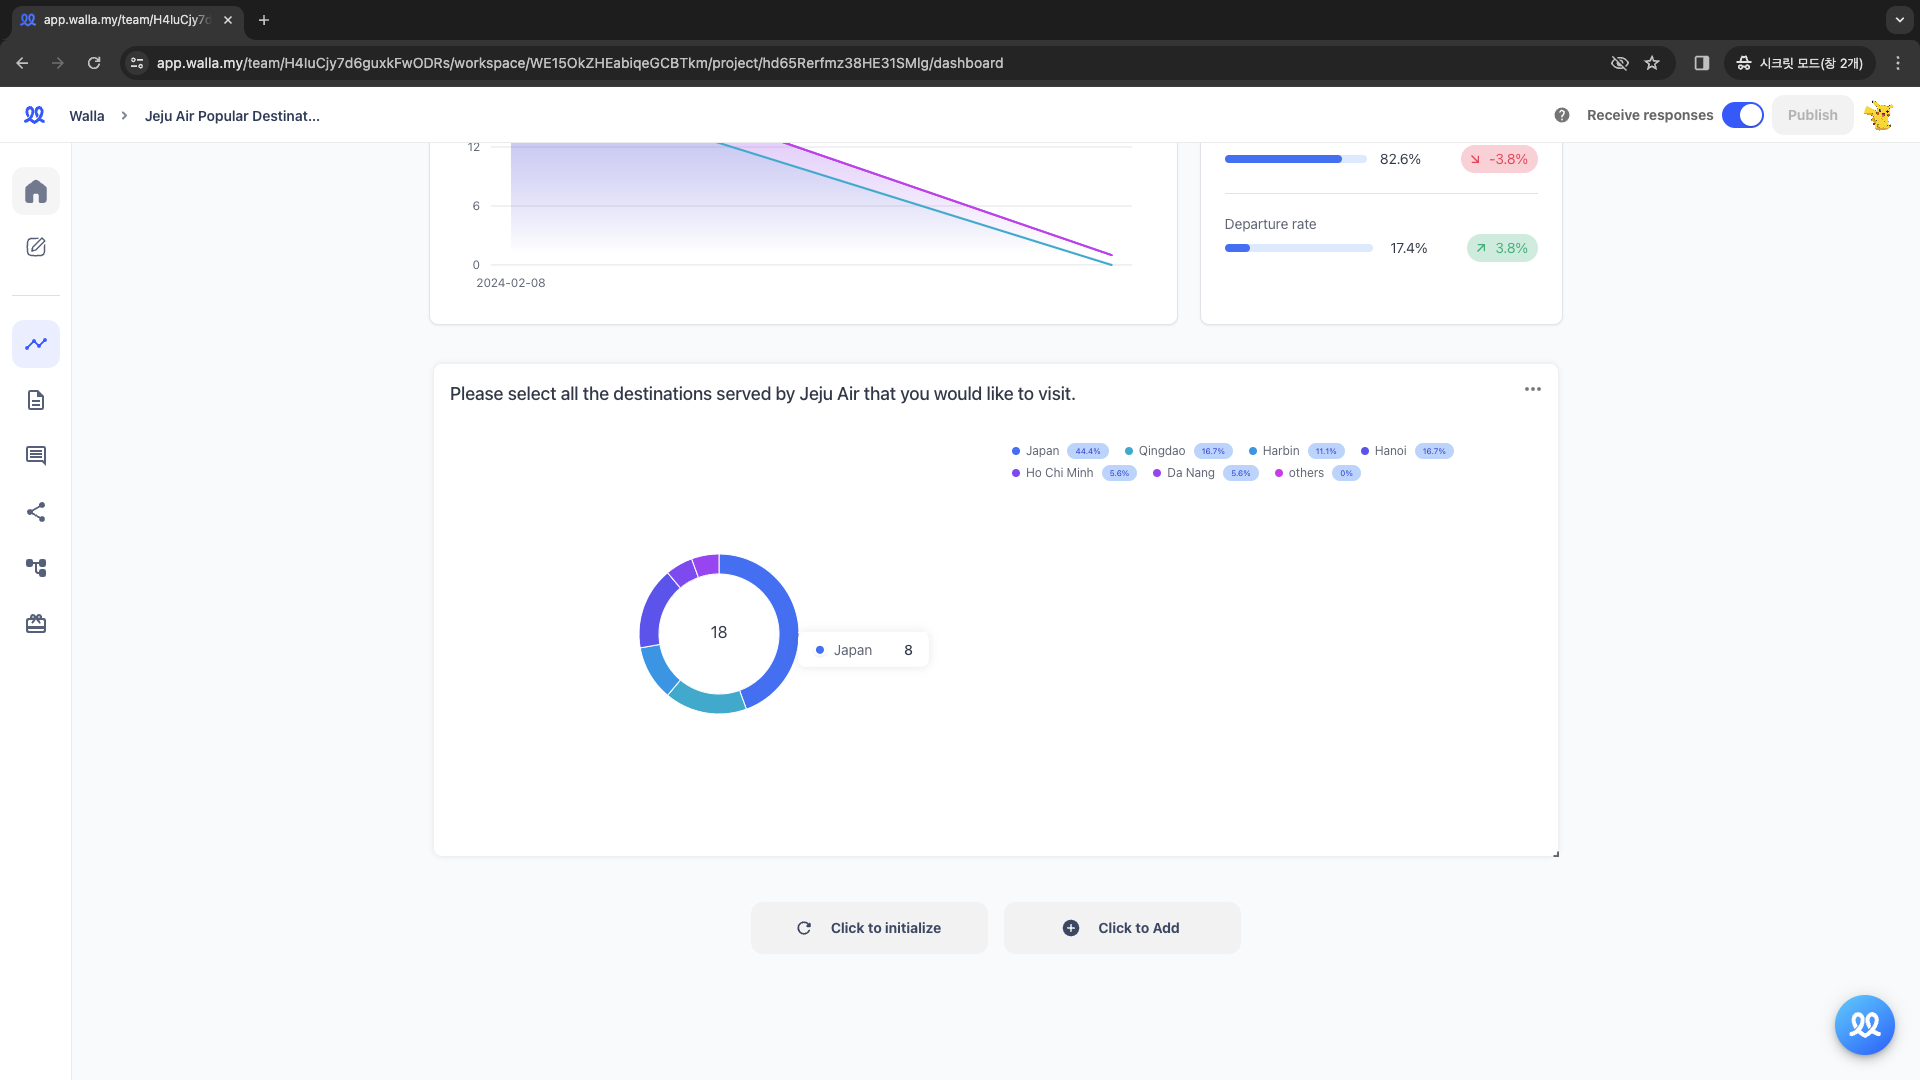 app.walla.my/team/H4IuCjy7d
app.walla.my/team/H4IuCjy7d6guxkFwODRs/workspace/WE15OkZHEabiqeGCBTkm/project/hd65Rerfmz38HE31SMlg/dashboard
시크릿 모드(창 2개)
Walla
Jeju Air Popular Destinat...
Receive responses
Publish
12
6
0
2024-02-08
82.6%
-3.8%
Departure rate
17.4%
3.8%
Please select all the destinations served by Jeju Air that you would like to visit.
Japan 44.4% Qingdao 16.7% Harbin 11.1% Hanoi 16.7%
Ho Chi Minh 5.6% Da Nang 5.6% others 0%
18
Japan 8
Click to initialize
Click to Add